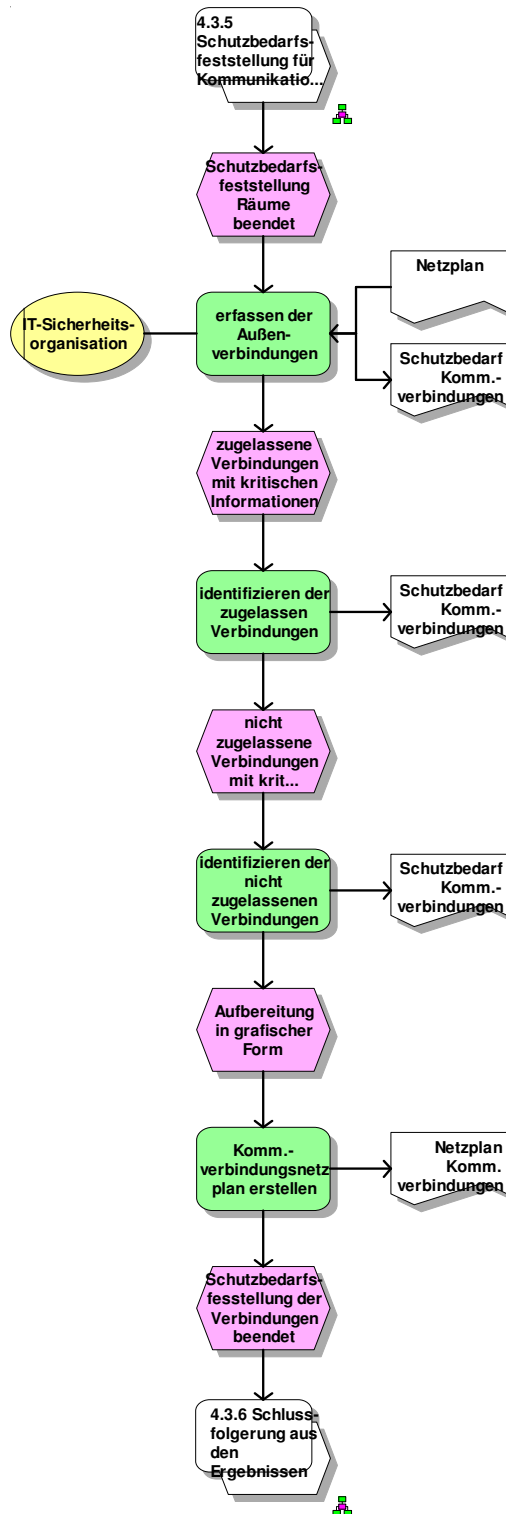 4.3.5
Schutzbedarfs-
feststellung für
Kommunikatio...
Schutzbedarfs-
feststellung
Räume
beendet
Netzplan
IT-Sicherheits-
organisation
erfassen der
Außen-
verbindungen
Schutzbedarf
Komm.-
verbindungen
zugelassene
Verbindungen
mit kritischen
Informationen
identifizieren der
zugelassen
Verbindungen
Schutzbedarf
Komm.-
verbindungen
nicht
zugelassene
Verbindungen
mit krit...
identifizieren der
nicht
zugelassenen
Verbindungen
Schutzbedarf
Komm.-
verbindungen
Aufbereitung
in grafischer
Form
Komm.-
verbindungsnetz
plan erstellen
Netzplan
Komm.
verbindungen
Schutzbedarfs-
fesstellung der
Verbindungen
beendet
4.3.6 Schluss-
folgerung aus
den
Ergebnissen